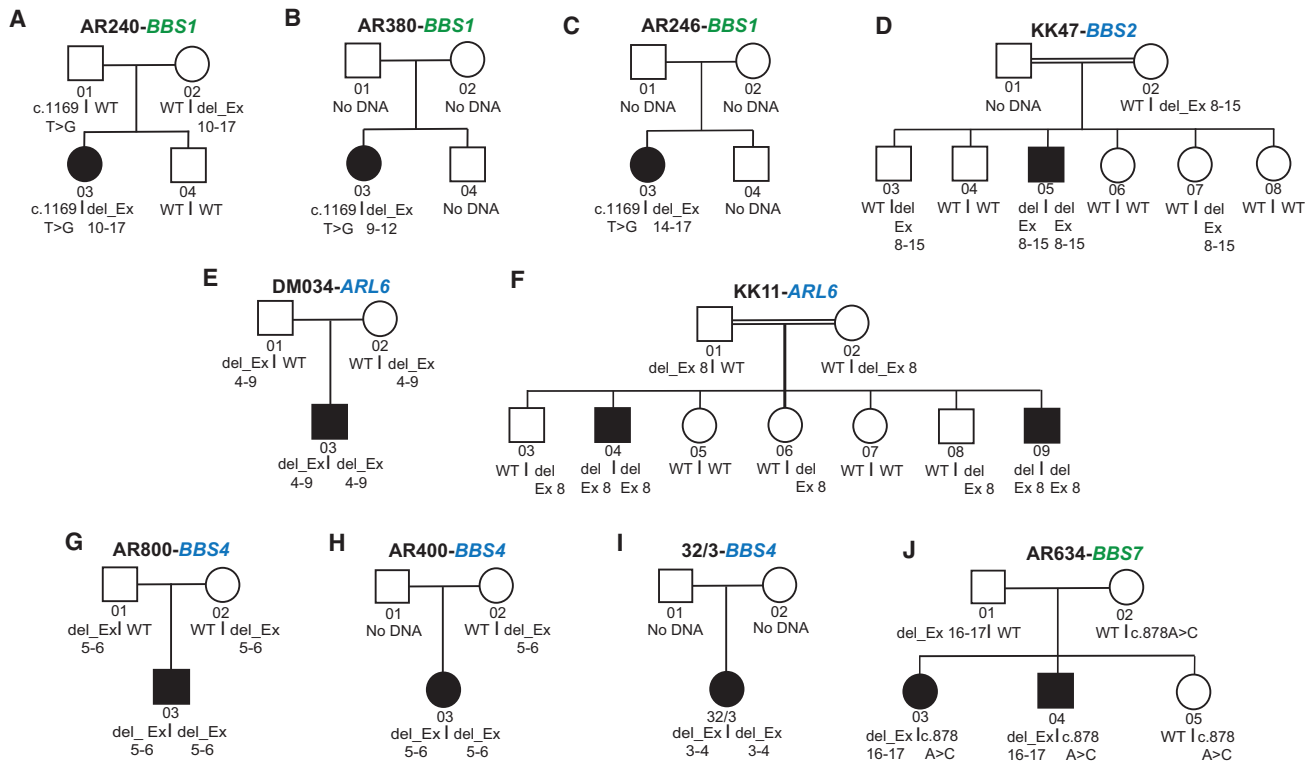 A
AR240-BBS1
01
c.1169 I WT
T>G
02
WT I del_Ex
10-17
03
c.1169 I del_Ex
T>G 10-17
04
WT I WT
B
AR380-BBS1
01
No DNA
02
No DNA
03
c.1169 I del_Ex
T>G 9-12
04
No DNA
C
AR246-BBS1
01
No DNA
02
No DNA
03
c.1169 I del_Ex
T>G 14-17
04
No DNA
D
KK47-BBS2
01
No DNA
02
WT I del_Ex 8-15
03
WT I del
Ex
8-15
04
WT I WT
05
del I del
Ex Ex
8-15 8-15
06
WT I WT
07
WT I del
Ex
8-15
08
WT I WT
E
DM034-ARL6
01
del_Ex I WT
4-9
02
WT I del_Ex
4-9
03
del_Ex I del_Ex
4-9 4-9
F
KK11-ARL6
01
del_Ex 8 I WT
02
WT I del_Ex 8
03
WT I del
Ex 8
04
del I del
Ex 8 Ex 8
05
WT I WT
06
WT I del
Ex 8
07
WT I WT
08
WT I del
Ex 8
09
del I del
Ex 8 Ex 8
G
AR800-BBS4
01
del_Ex I WT
5-6
02
WT I del_Ex
5-6
03
del_ Ex I del_Ex
5-6 5-6
H
AR400-BBS4
01
No DNA
02
WT I del_Ex
5-6
03
del_Ex I del_Ex
5-6 5-6
I
32/3-BBS4
01
No DNA
02
No DNA
32/3
del_Ex I del_Ex
3-4 3-4
J
AR634-BBS7
01
del_Ex 16-17 I WT
02
WT I c.878A>C
03
del_Ex I c.878
16-17 A>C
04
del_Ex I c.878
16-17 A>C
05
WT I c.878
A>C